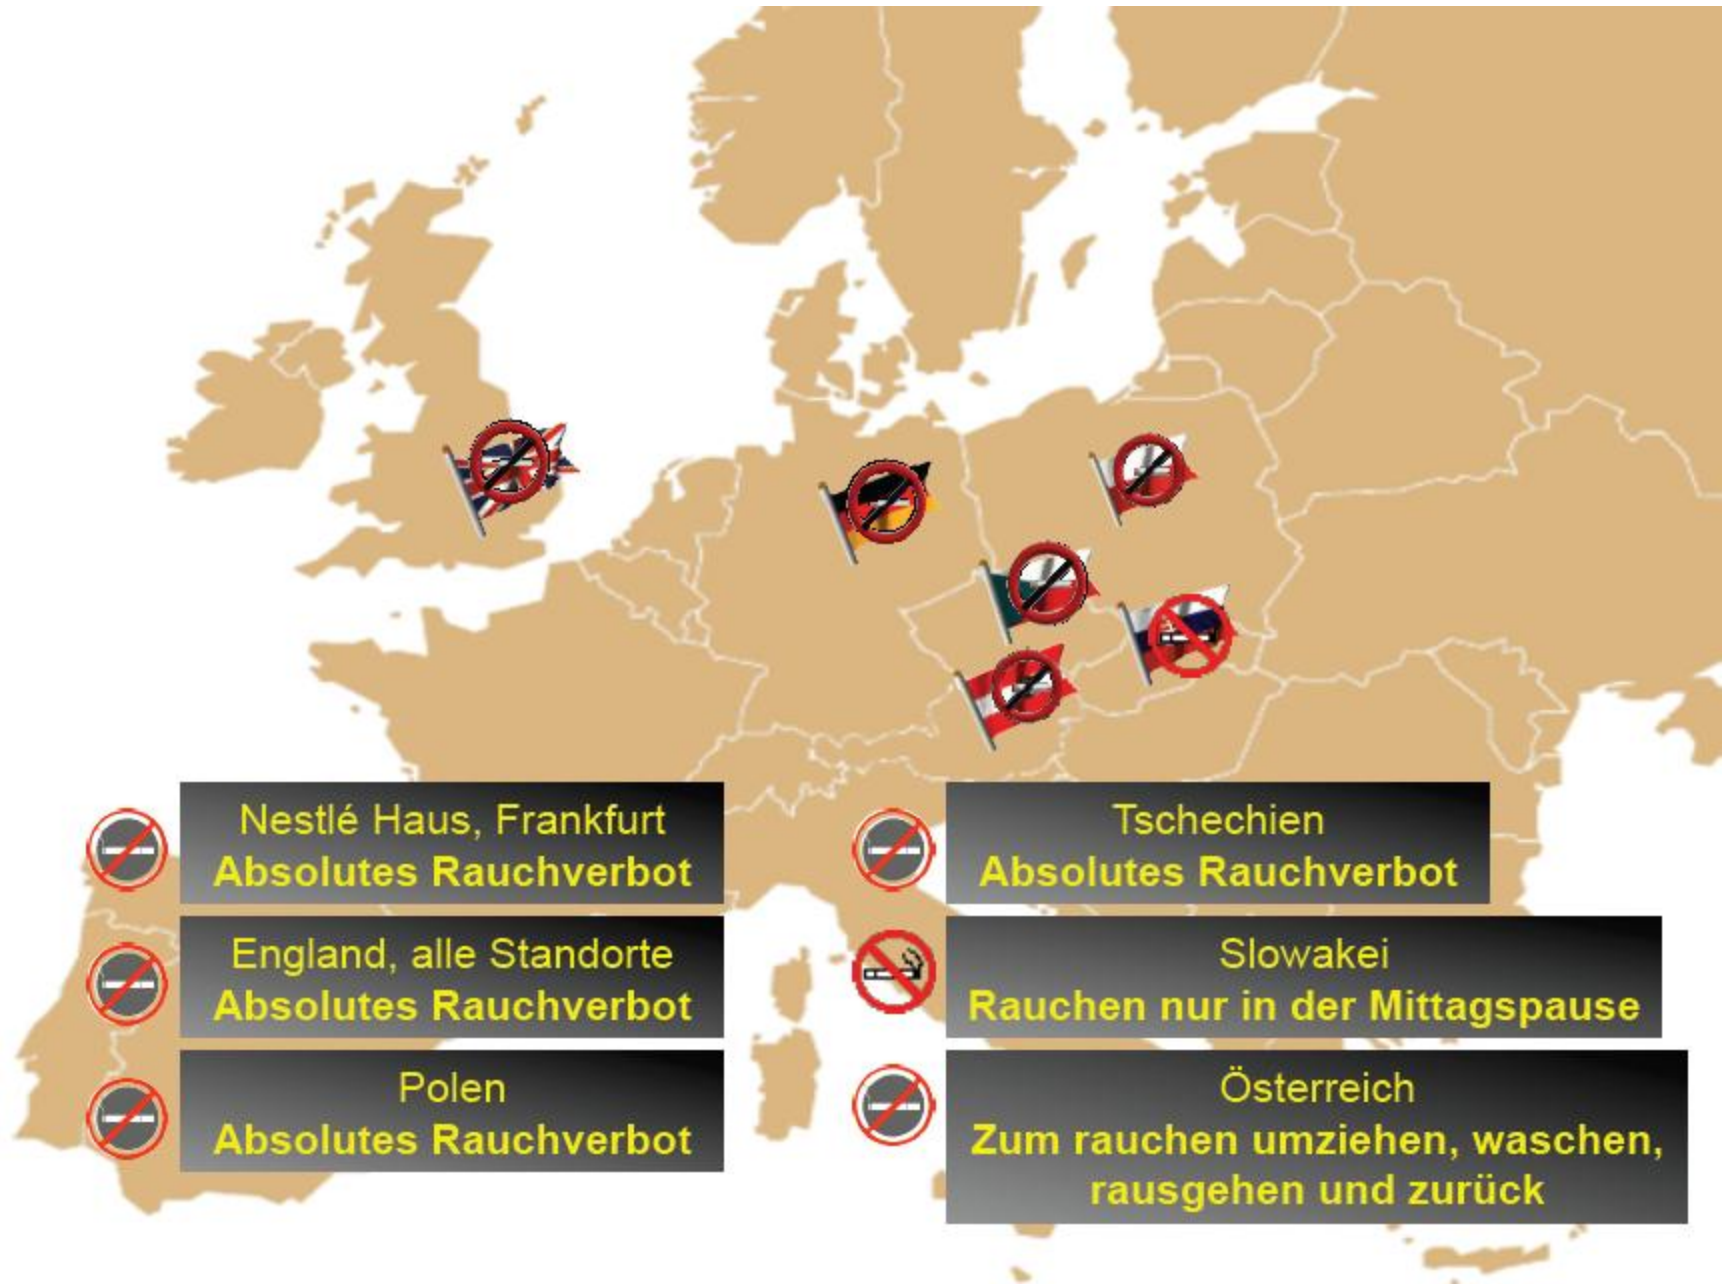 Nestlé Haus, Frankfurt
Absolutes Rauchverbot
England, alle Standorte
Absolutes Rauchverbot
Polen
Absolutes Rauchverbot
Tschechien
Absolutes Rauchverbot
Slowakei
Rauchen nur in der Mittagspause
Österreich
Zum rauchen umziehen, waschen,
rausgehen und zurück